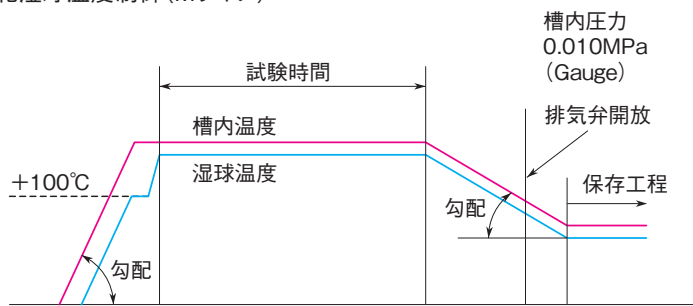 槽内圧力
0.010MPa
（Gauge）
試験時間
排気弁開放
槽内温度
湿球温度
+100℃
保存工程
勾配
勾配